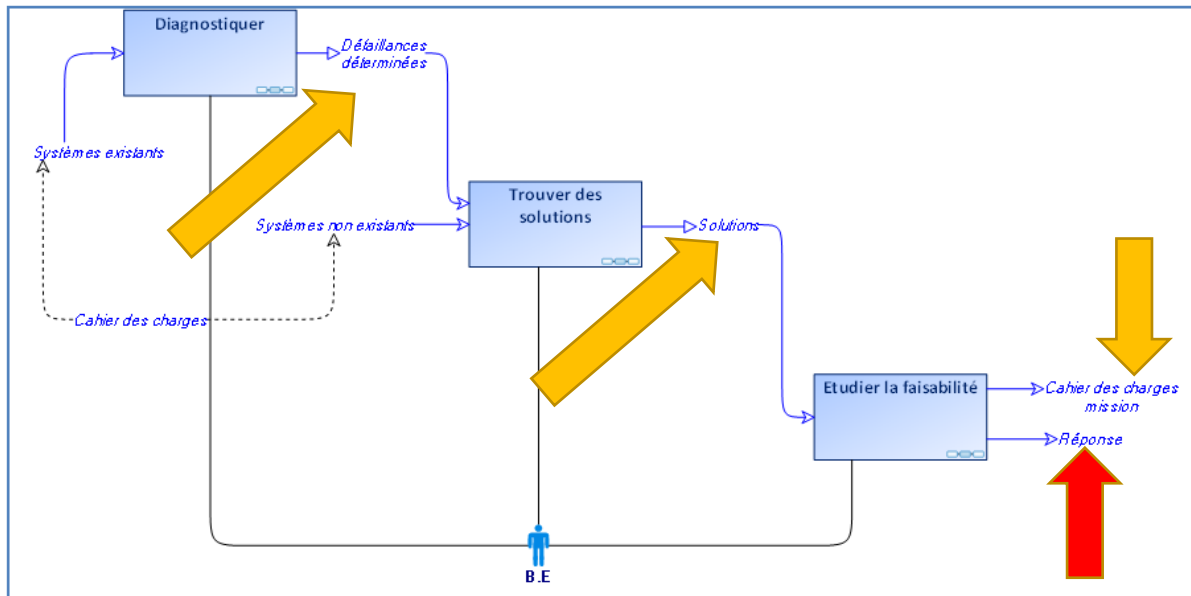 Diagnostiquer
Défaillances
déterminées
Systèmes existants
Trouver des
solutions
Systèmes non existants
Solutions
Cahier des charges
Etudier la faisabilité
Cahier des charges
mission
Réponse
B.E